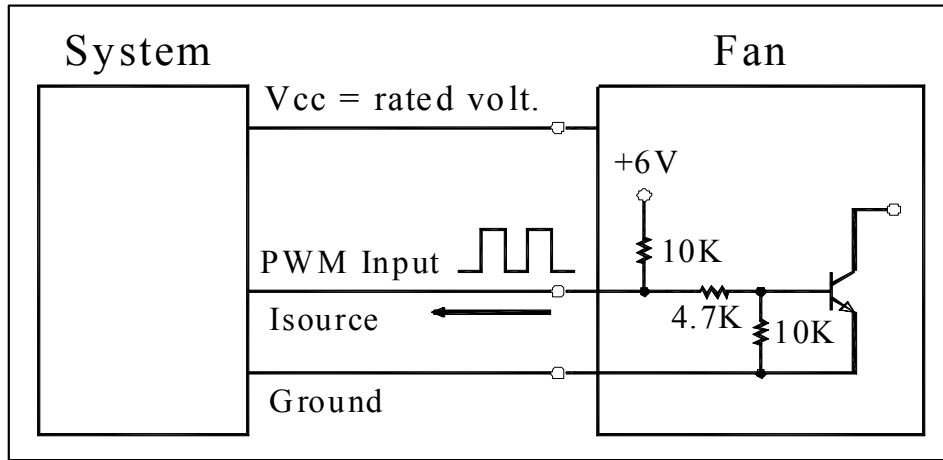 System
Fan
Vcc = rated volt.
+6V
10K
PWM Input
4.7K
10K
Isource
Ground